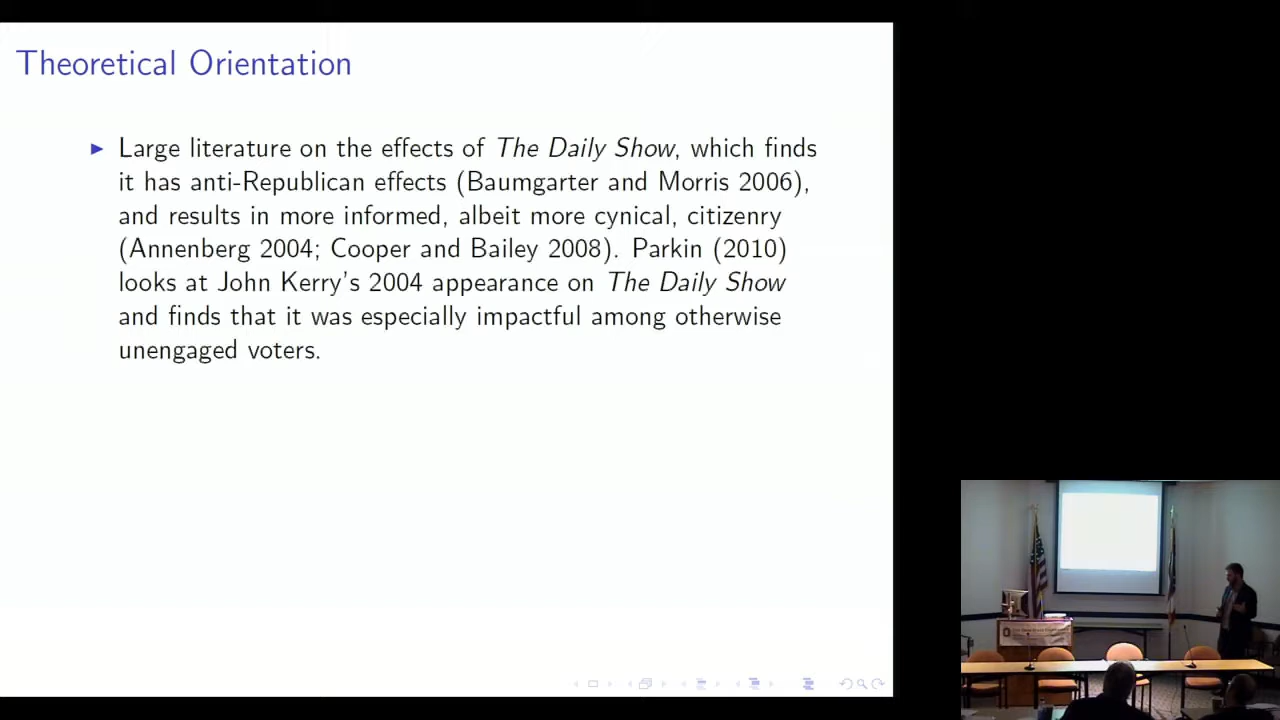 Theoretical Orientation
Large literature on the effects of The Daily Show, which finds
it has anti-Republican effects (Baumgarter and Morris 2006),
and results in more informed, albeit more cynical, citizenry
(Annenberg 2004; Cooper and Bailey 2008). Parkin (2010)
looks at John Kerry's 2004 appearance on The Daily Show
and finds that it was especially impactful among otherwise
unengaged voters.